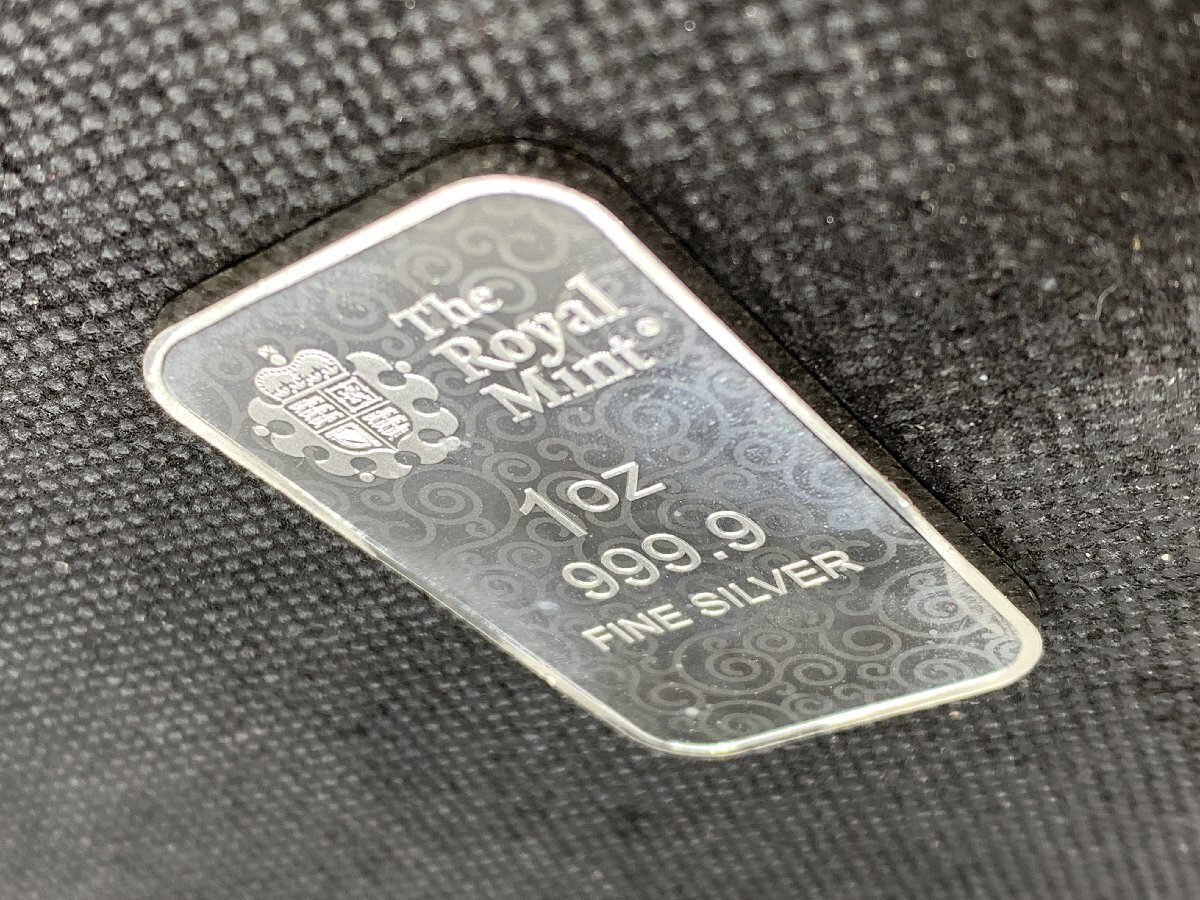 The
Royal
Mint®
1oz
999.9
FINE SILVER